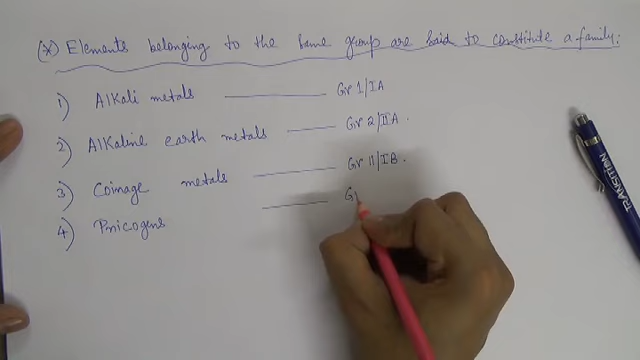 (*) Elements belonging to the same group are said to constitute a family:
1) Alkali metals ——— Gr 1/IA
2) Alkaline earth metals ——— Gr 2/IIA.
3) Coinage metals ——— Gr 11/IB.
4) Pnicogens ——— G
TRANSITION